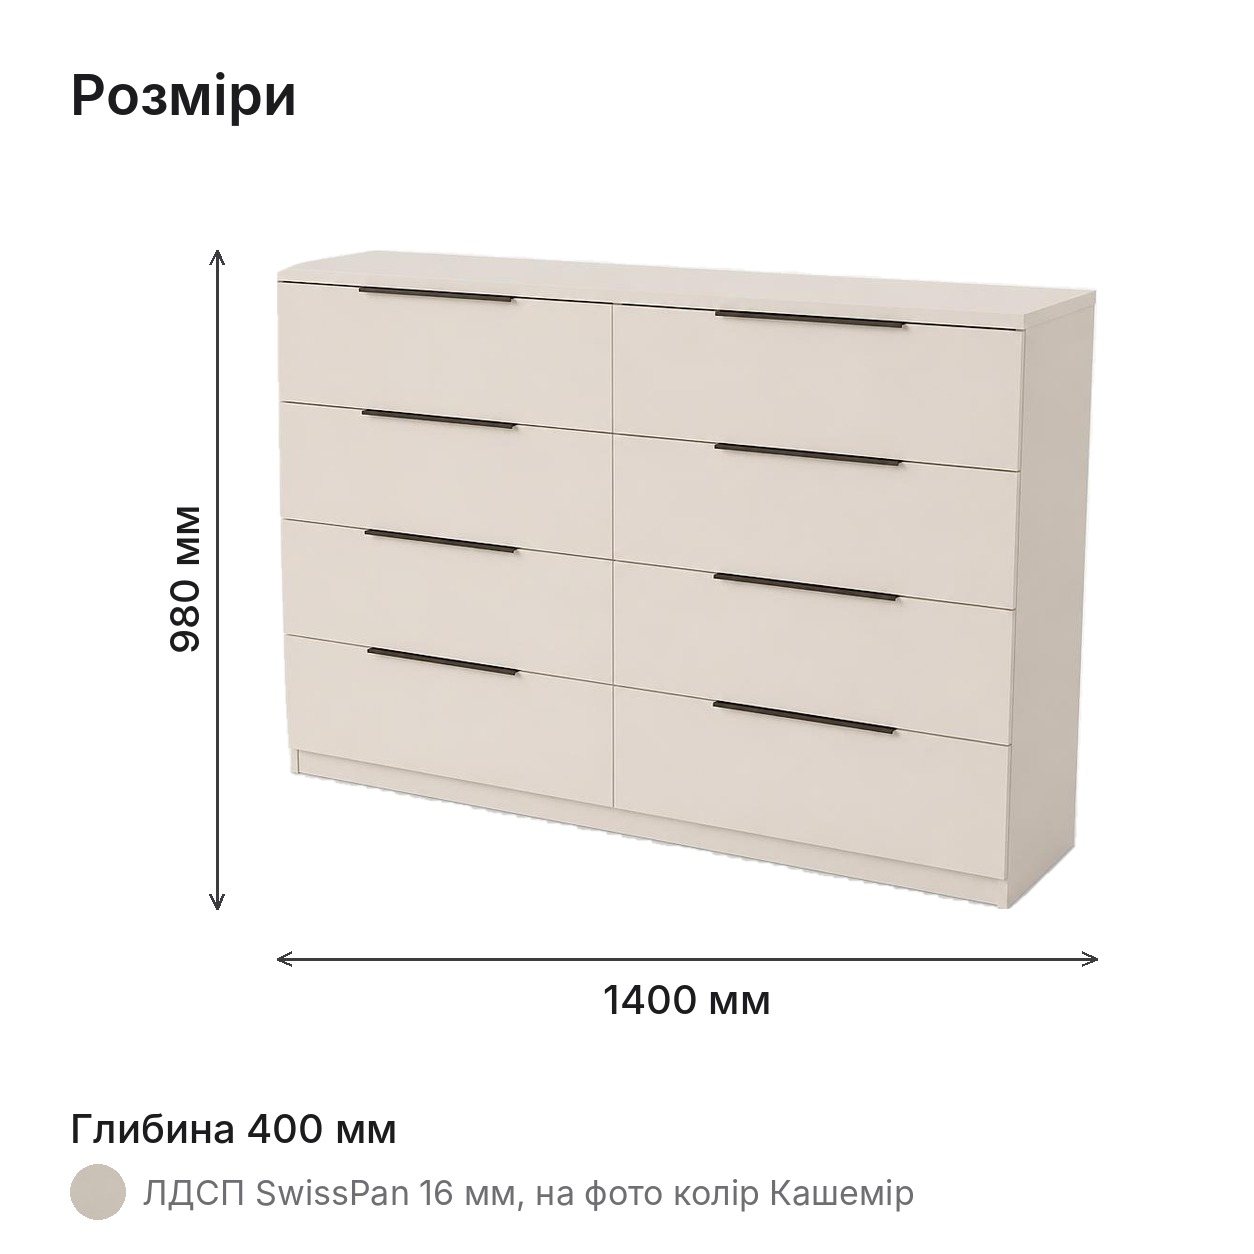 Розміри
980 мм
1400 мм
Глибина 400 мм
ЛДСП SwissPan 16 мм, на фото колір Кашемір